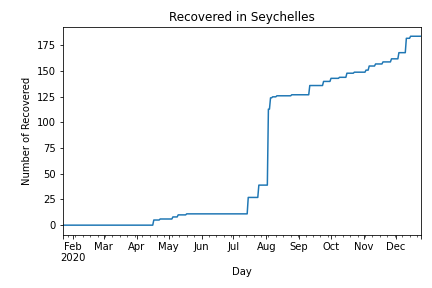 Recovered in Seychelles
Number of Recovered
175
150
125
100
75
50
25
0
Feb Mar Apr May Jun Jul Aug Sep Oct Nov Dec
2020
Day